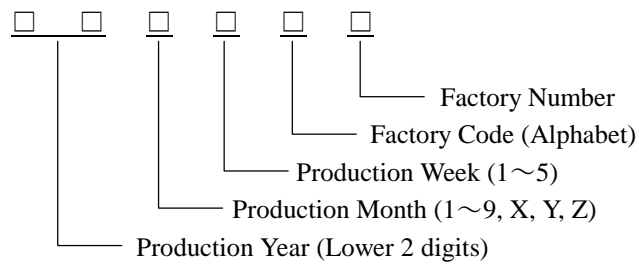 □ □ □ □ □ □
Factory Number
Factory Code (Alphabet)
Production Week (1～5)
Production Month (1～9, X, Y, Z)
Production Year (Lower 2 digits)